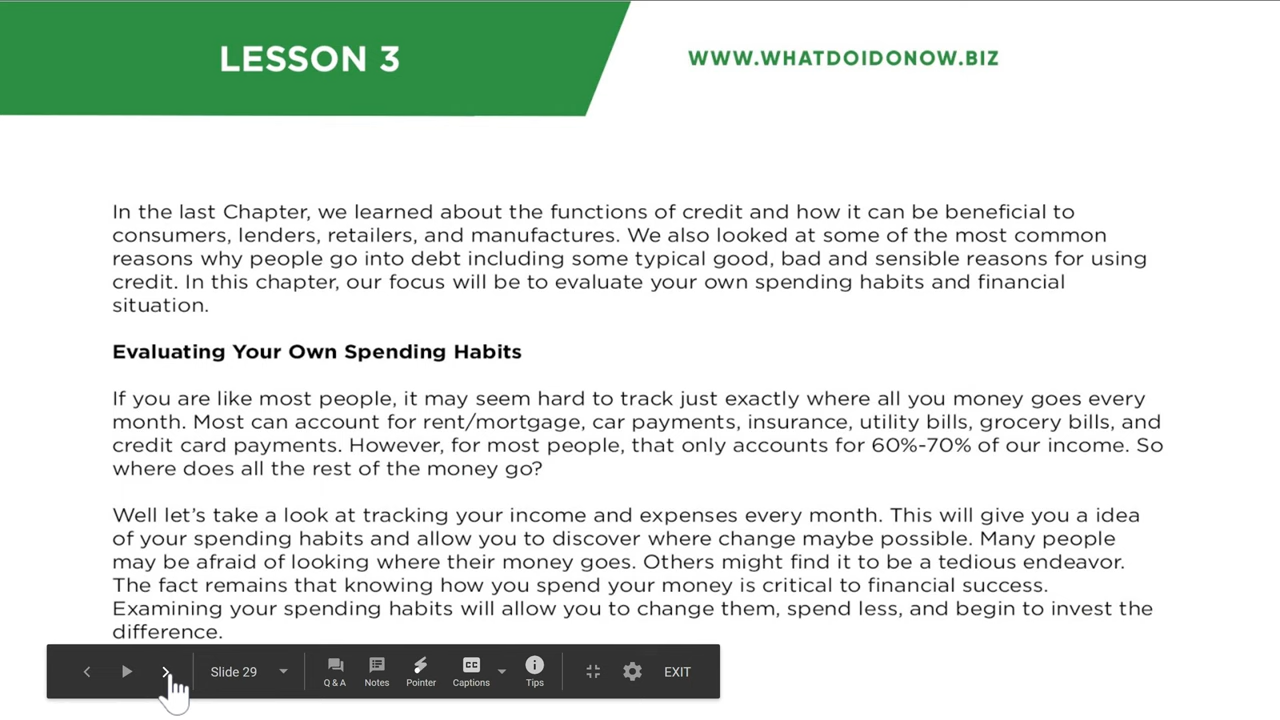 LESSON 3
WWW.WHATDOIDONOW.BIZ
In the last Chapter, we learned about the functions of credit and how it can be beneficial to
consumers, lenders, retailers, and manufactures. We also looked at some of the most common
reasons why people go into debt including some typical good, bad and sensible reasons for using
credit. In this chapter, our focus will be to evaluate your own spending habits and financial
situation.
Evaluating Your Own Spending Habits
If you are like most people, it may seem hard to track just exactly where all you money goes every
month. Most can account for rent/mortgage, car payments, insurance, utility bills, grocery bills, and
credit card payments. However, for most people, that only accounts for 60%-70% of our income. So
where does all the rest of the money go?
Well let's take a look at tracking your income and expenses every month. This will give you a idea
of your spending habits and allow you to discover where change maybe possible. Many people
may be afraid of looking where their money goes. Others might find it to be a tedious endeavor.
The fact remains that knowing how you spend your money is critical to financial success.
Examining your spending habits will allow you to change them, spend less, and begin to invest the
difference.
Slide 29
Q & A
Notes
Pointer
CC
Captions
Tips
EXIT